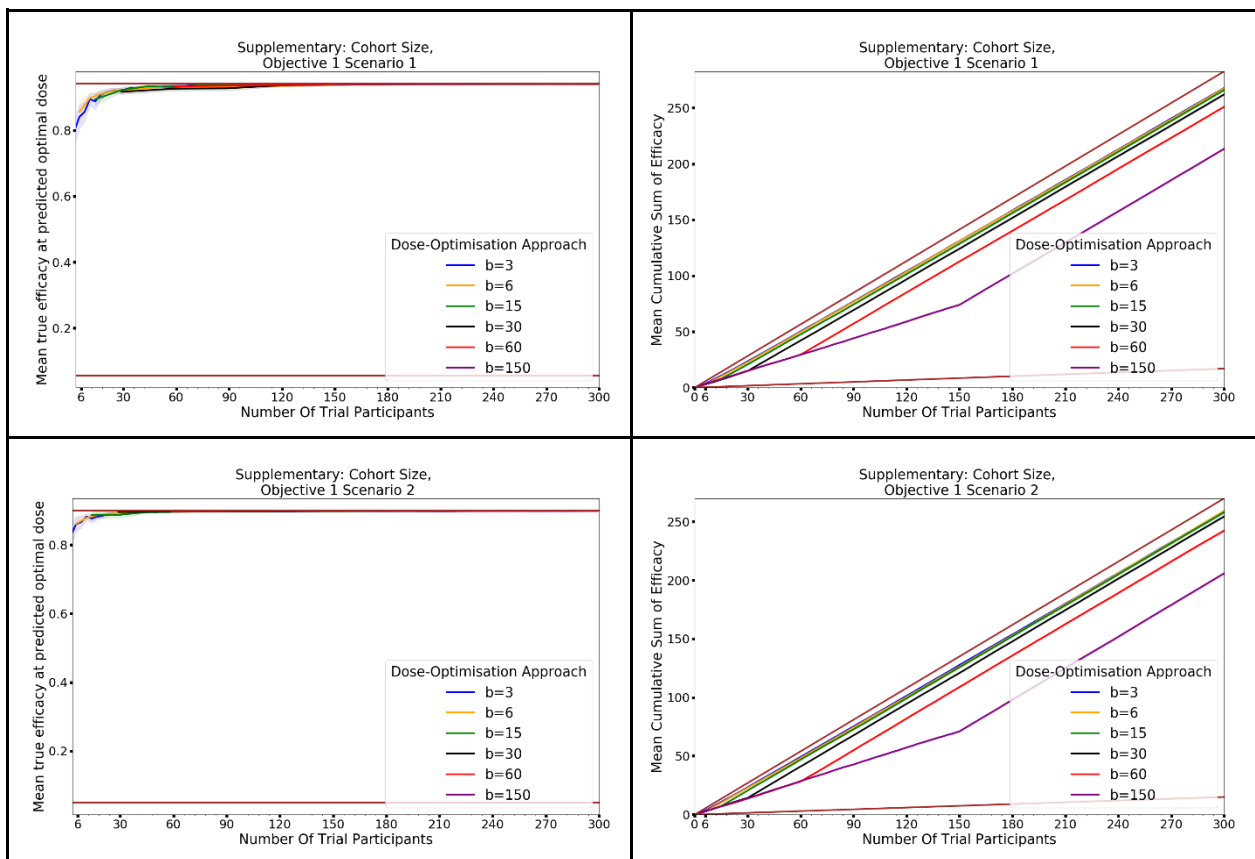 Supplementary: Cohort Size,
Objective 1 Scenario 1
Mean true efficacy at predicted optimal dose
0.8
0.6
0.4
0.2
Dose-Optimisation Approach
b=3
b=6
b=15
b=30
b=60
b=150
6 30 60 90 120 150 180 210 240 270 300
Number Of Trial Participants
Supplementary: Cohort Size,
Objective 1 Scenario 1
Mean Cumulative Sum of Efficacy
250
200
150
100
50
0
Dose-Optimisation Approach
b=3
b=6
b=15
b=30
b=60
b=150
0 6 30 60 90 120 150 180 210 240 270 300
Number Of Trial Participants
Supplementary: Cohort Size,
Objective 1 Scenario 2
Mean true efficacy at predicted optimal dose
0.8
0.6
0.4
0.2
Dose-Optimisation Approach
b=3
b=6
b=15
b=30
b=60
b=150
6 30 60 90 120 150 180 210 240 270 300
Number Of Trial Participants
Supplementary: Cohort Size,
Objective 1 Scenario 2
Mean Cumulative Sum of Efficacy
250
200
150
100
50
0
Dose-Optimisation Approach
b=3
b=6
b=15
b=30
b=60
b=150
0 6 30 60 90 120 150 180 210 240 270 300
Number Of Trial Participants